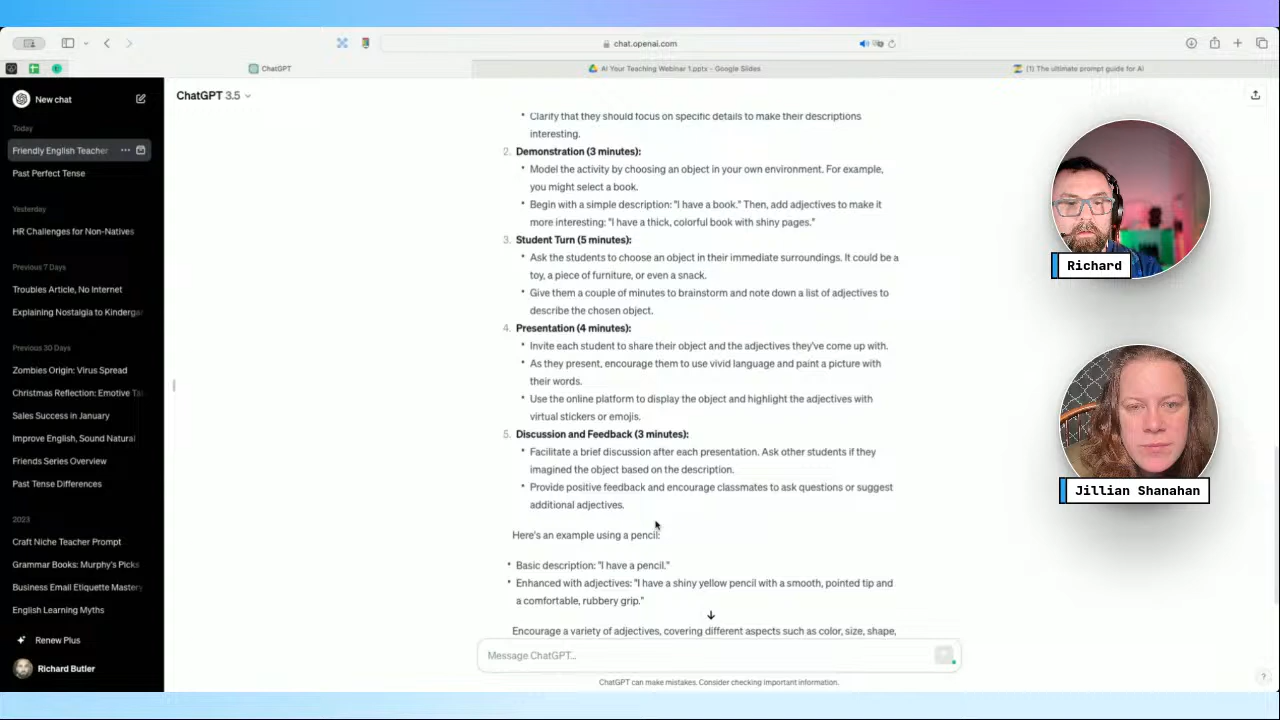 chat.openai.com
ChatGPT
AI Your Teaching Webinar 1.ppts - Google Slides
(1) The ultimate prompt guide for AI
New chat
ChatGPT 3.5
Today
Friendly English Teacher
Past Perfect Tense
Yesterday
HR Challenges for Non-Natives
Previous 7 Days
Troubles Article, No Internet
Explaining Nostalgia to Kindergar
Previous 30 Days
Zombies Origin: Virus Spread
Christmas Reflection: Emotive Ta
Sales Success in January
Improve English, Sound Natural
Friends Series Overview
Past Tense Differences
2023
Craft Niche Teacher Prompt
Grammar Books: Murphy's Picks
Business Email Etiquette Mastery
English Learning Myths
Renew Plus
Richard Butler
• Clarify that they should focus on specific details to make their descriptions
interesting.
2. Demonstration (3 minutes):
• Model the activity by choosing an object in your own environment. For example,
you might select a book.
• Begin with a simple description: "I have a book." Then, add adjectives to make it
more interesting: "I have a thick, colorful book with shiny pages."
3. Student Turn (5 minutes):
• Ask the students to choose an object in their immediate surroundings. It could be a
toy, a piece of furniture, or even a snack.
• Give them a couple of minutes to brainstorm and note down a list of adjectives to
describe the chosen object.
4. Presentation (4 minutes):
• Invite each student to share their object and the adjectives they've come up with.
• As they present, encourage them to use vivid language and paint a picture with
their words.
• Use the online platform to display the object and highlight the adjectives with
virtual stickers or emojis.
5. Discussion and Feedback (3 minutes):
• Facilitate a brief discussion after each presentation. Ask other students if they
imagined the object based on the description.
• Provide positive feedback and encourage classmates to ask questions or suggest
additional adjectives.
Here's an example using a pencil:
• Basic description: "I have a pencil."
• Enhanced with adjectives: "I have a shiny yellow pencil with a smooth, pointed tip and
a comfortable, rubbery grip."
Encourage a variety of adjectives, covering different aspects such as color, size, shape,
Message ChatGPT...
ChatGPT can make mistakes. Consider checking important information.
Richard
Jillian Shanahan